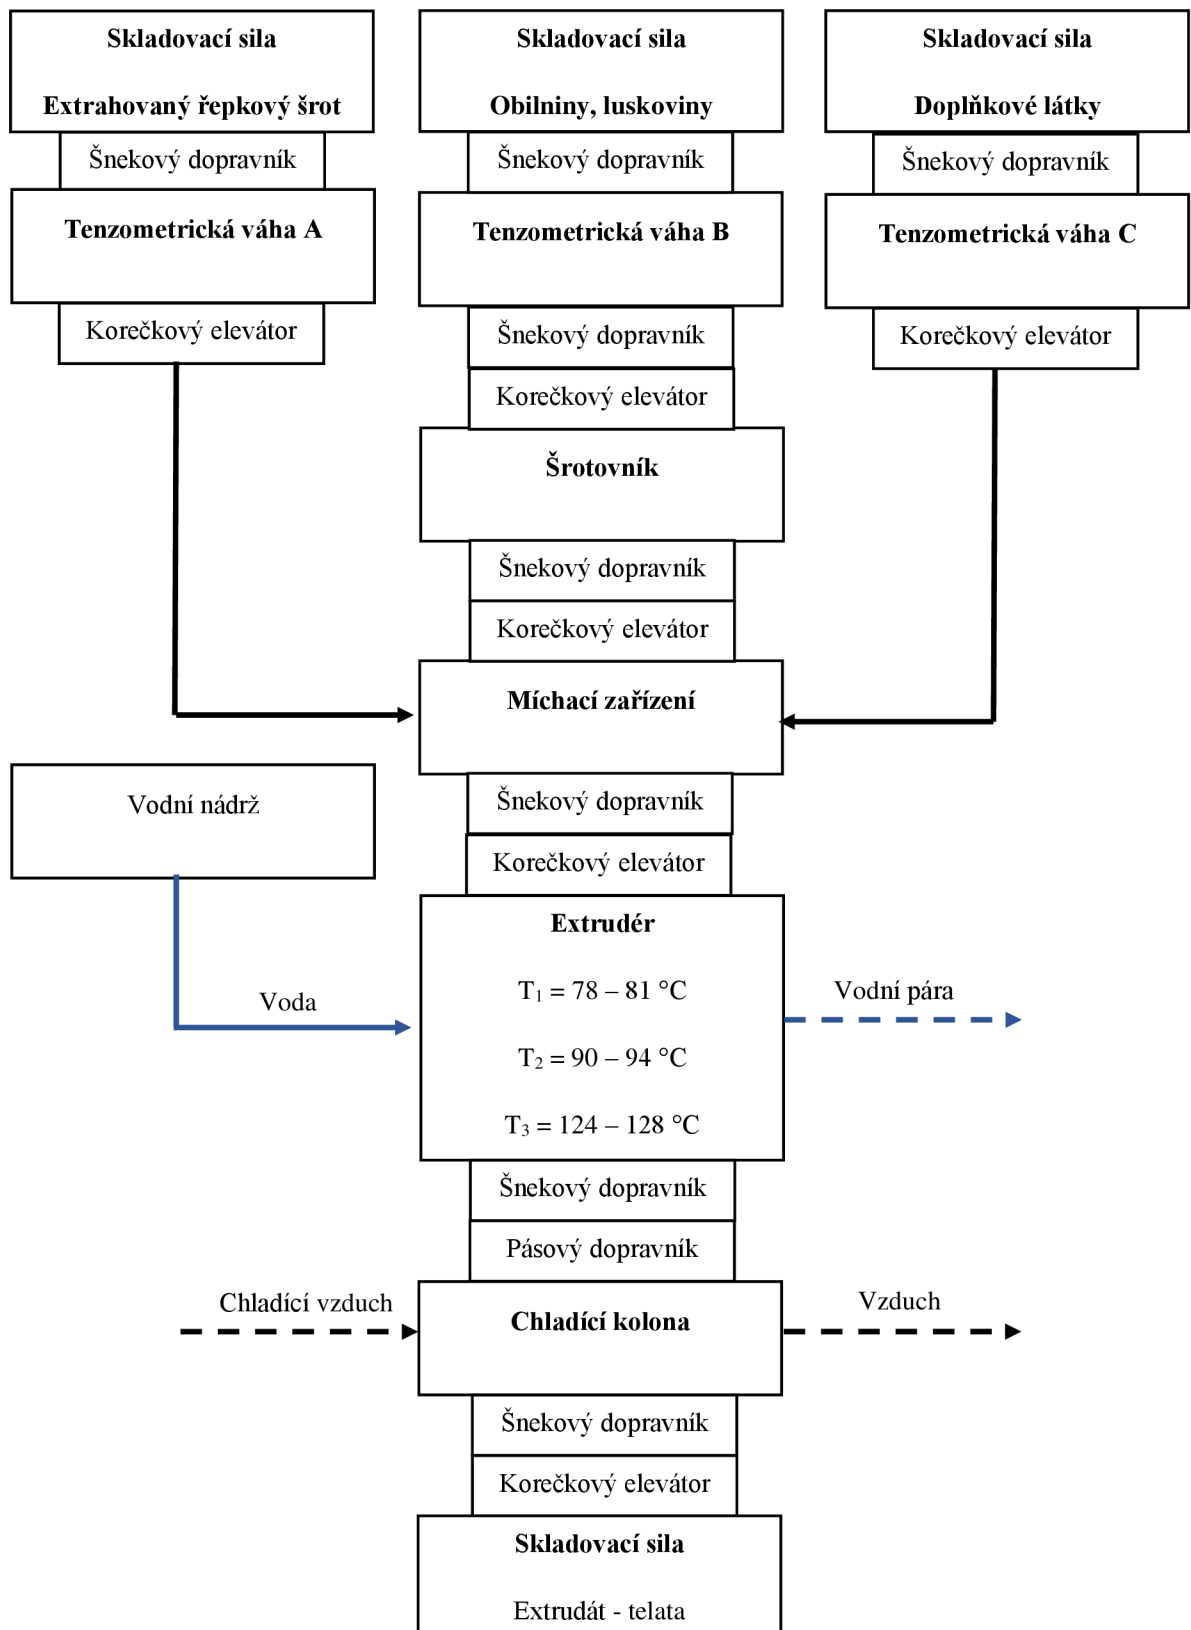 Skladovací sila
Extrahovaný řepkový šrot
Šnekový dopravník
Tenzometrická váha A
Korečkový elevátor
Skladovací sila
Obilniny, luskoviny
Šnekový dopravník
Tenzometrická váha B
Šnekový dopravník
Korečkový elevátor
Šrotovník
Šnekový dopravník
Korečkový elevátor
Skladovací sila
Doplňkové látky
Šnekový dopravník
Tenzometrická váha C
Korečkový elevátor
Míchací zařízení
Šnekový dopravník
Korečkový elevátor
Vodní nádrž
Voda
Extrudér
T₁ = 78 – 81 °C
T₂ = 90 – 94 °C
T₃ = 124 – 128 °C
Vodní pára
Šnekový dopravník
Pásový dopravník
Chladící vzduch
Chladící kolona
Vzduch
Šnekový dopravník
Korečkový elevátor
Skladovací sila
Extrudát - telata